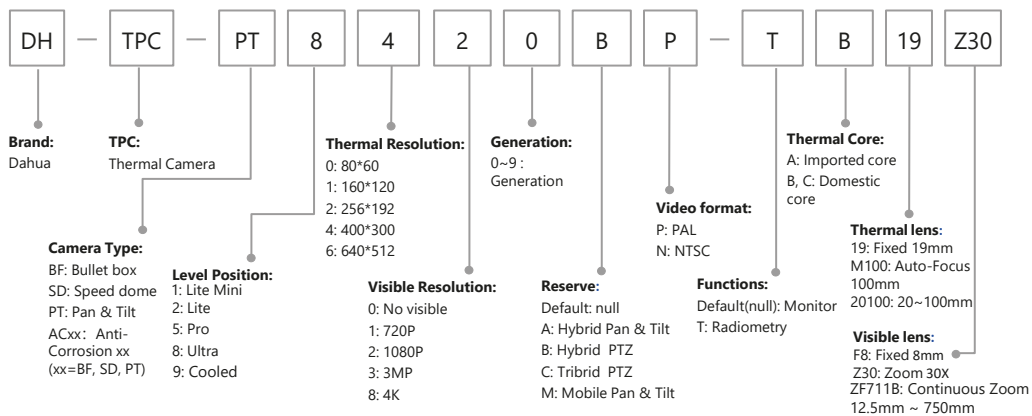 DH — TPC — PT 8 4 2 0 B P — T B 19 Z30
Brand:
Dahua
TPC:
Thermal Camera
Camera Type:
BF: Bullet box
SD: Speed dome
PT: Pan & Tilt
ACxx: Anti-
Corrosion xx
(xx=BF, SD, PT)
Level Position:
1: Lite Mini
2: Lite
5: Pro
8: Ultra
9: Cooled
Thermal Resolution:
0: 80*60
1: 160*120
2: 256*192
4: 400*300
6: 640*512
Visible Resolution:
0: No visible
1: 720P
2: 1080P
3: 3MP
8: 4K
Generation:
0~9 :
Generation
Reserve:
Default: null
A: Hybrid Pan & Tilt
B: Hybrid PTZ
C: Tribrid PTZ
M: Mobile Pan & Tilt
Video format:
P: PAL
N: NTSC
Functions:
Default(null): Monitor
T: Radiometry
Thermal Core:
A: Imported core
B, C: Domestic
core
Thermal lens:
19: Fixed 19mm
M100: Auto-Focus
100mm
20100: 20~100mm
Visible lens:
F8: Fixed 8mm
Z30: Zoom 30X
ZF711B: Continuous Zoom
12.5mm ~ 750mm